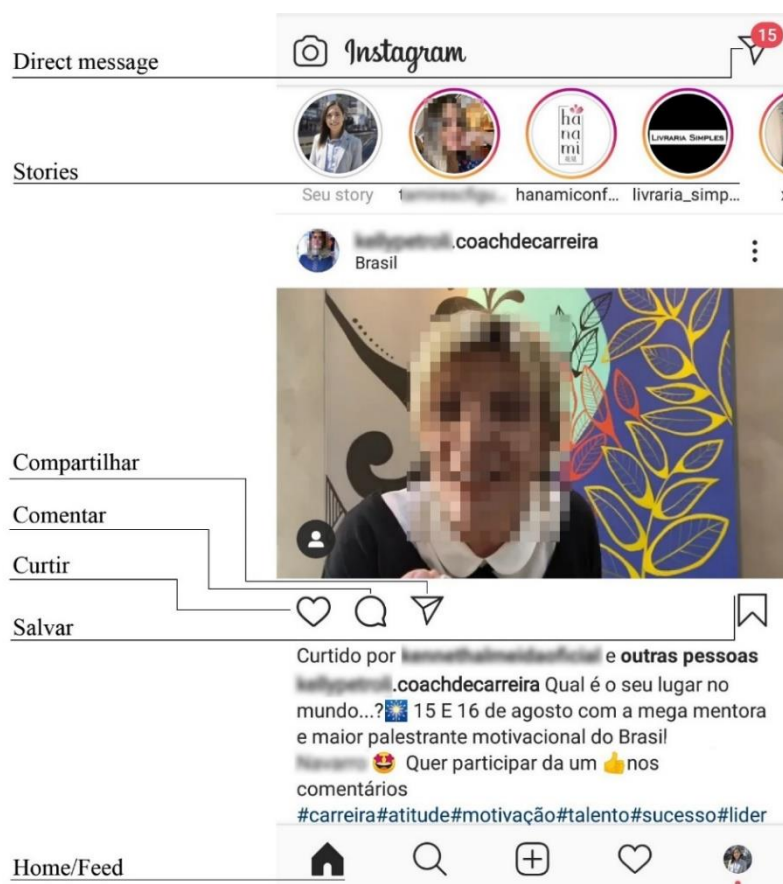 15
Direct message
Instagram
ha
na
mi
LIVRARIA SIMPLES
Stories
Seu story
hanamiconf...
livraria_simp...
.coachdecarreira
Brasil
Compartilhar
Comentar
Curtir
Salvar
Curtido por
e outras pessoas
.coachdecarreira Qual é o seu lugar no
mundo...? 15 E 16 de agosto com a mega mentora
e maior palestrante motivacional do Brasi!
Quer participar da um 👍nos
comentários
#carreira#atitude#motivação#talento#sucesso#lider
Home/Feed